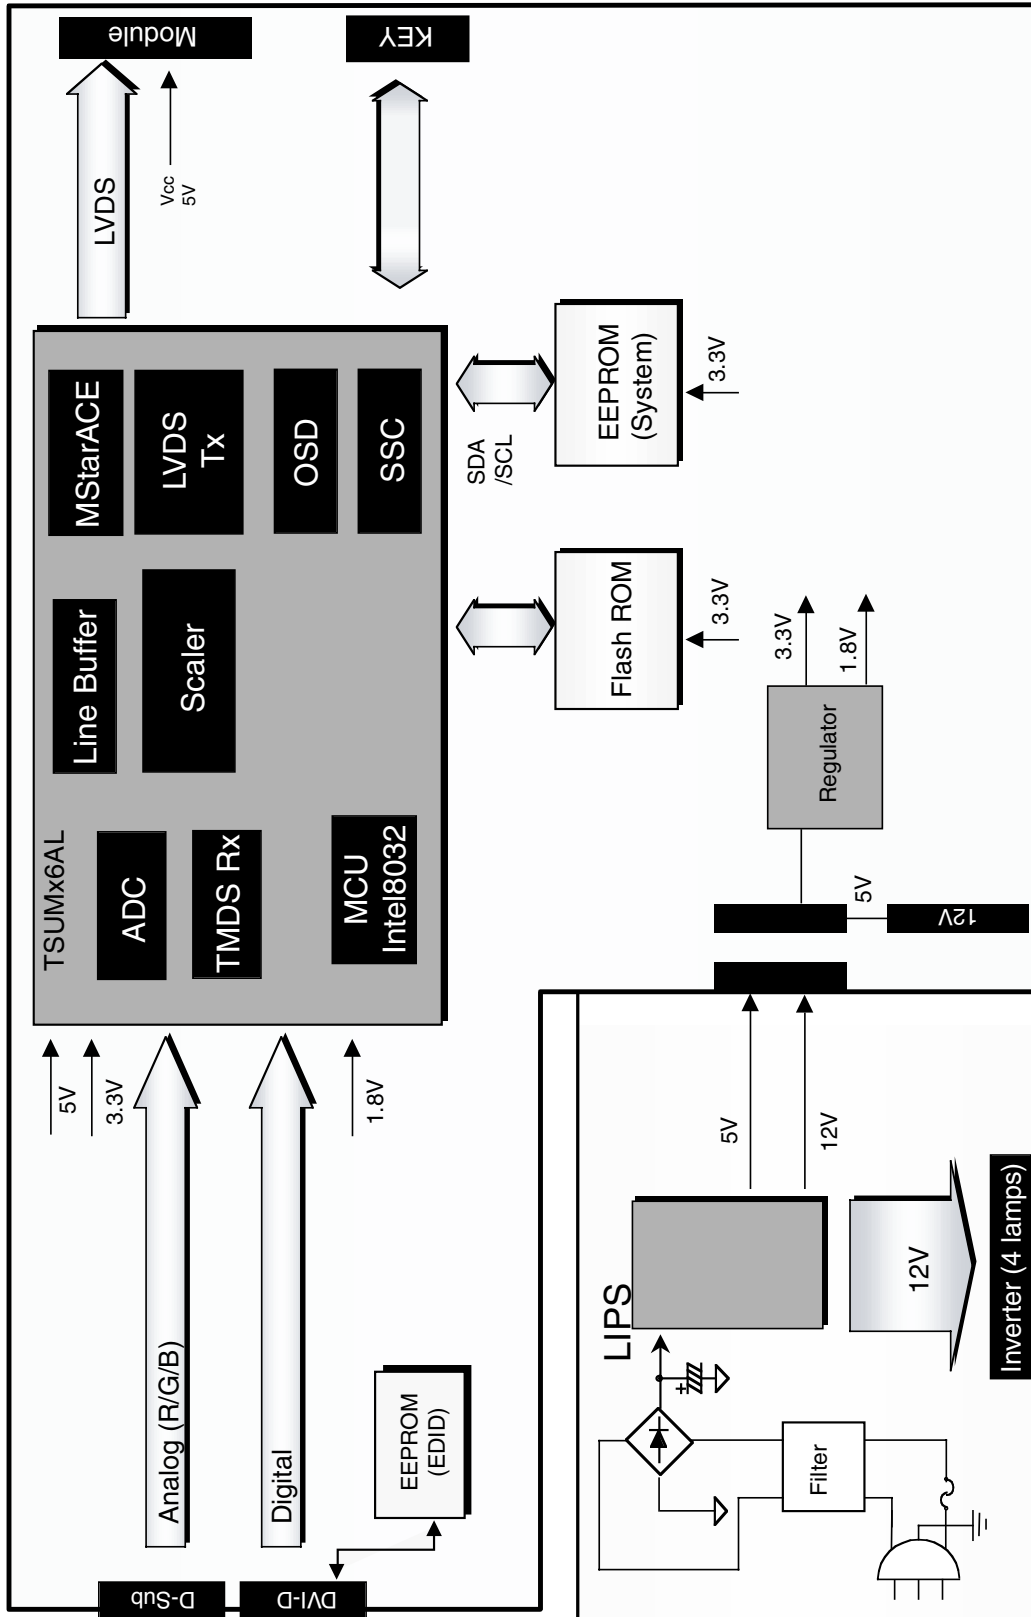 Module
KEY
LVDS
Vcc
5V
TSUMx6AL
MStarACE
LVDS
Tx
OSD
SSC
Line Buffer
Scaler
ADC
TMDS Rx
MCU
Intel8032
SDA
/SCL
EEPROM
(System)
3.3V
Flash ROM
3.3V
5V
3.3V
1.8V
Analog (R/G/B)
Digital
D-Sub
DVI-D
EEPROM
(EDID)
Regulator
3.3V
1.8V
5V
12V
5V
12V
LIPS
12V
Inverter (4 lamps)
+
Filter